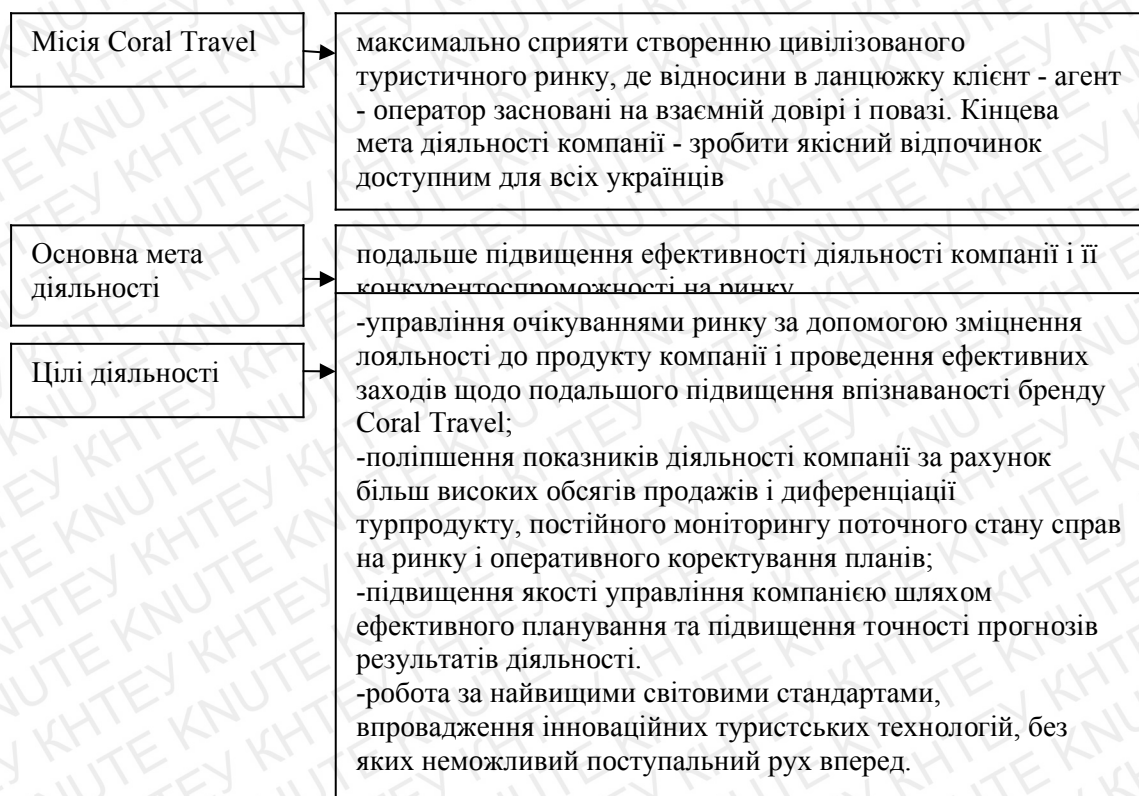 Місія Coral Travel
максимально сприяти створенню цивілізованого
туристичного ринку, де відносини в ланцюжку клієнт - агент
- оператор засновані на взаємній довірі і повазі. Кінцева
мета діяльності компанії - зробити якісний відпочинок
доступним для всіх українців
Основна мета
діяльності
подальше підвищення ефективності діяльності компанії і її
конкурентоспроможності на ринку
Цілі діяльності
-управління очікуваннями ринку за допомогою зміцнення
лояльності до продукту компанії і проведення ефективних
заходів щодо подальшого підвищення впізнаваності бренду
Coral Travel;
-поліпшення показників діяльності компанії за рахунок
більш високих обсягів продажів і диференціації
турпродукту, постійного моніторингу поточного стану справ
на ринку і оперативного коректування планів;
-підвищення якості управління компанією шляхом
ефективного планування та підвищення точності прогнозів
результатів діяльності.
-робота за найвищими світовими стандартами,
впровадження інноваційних туристських технологій, без
яких неможливий поступальний рух вперед.